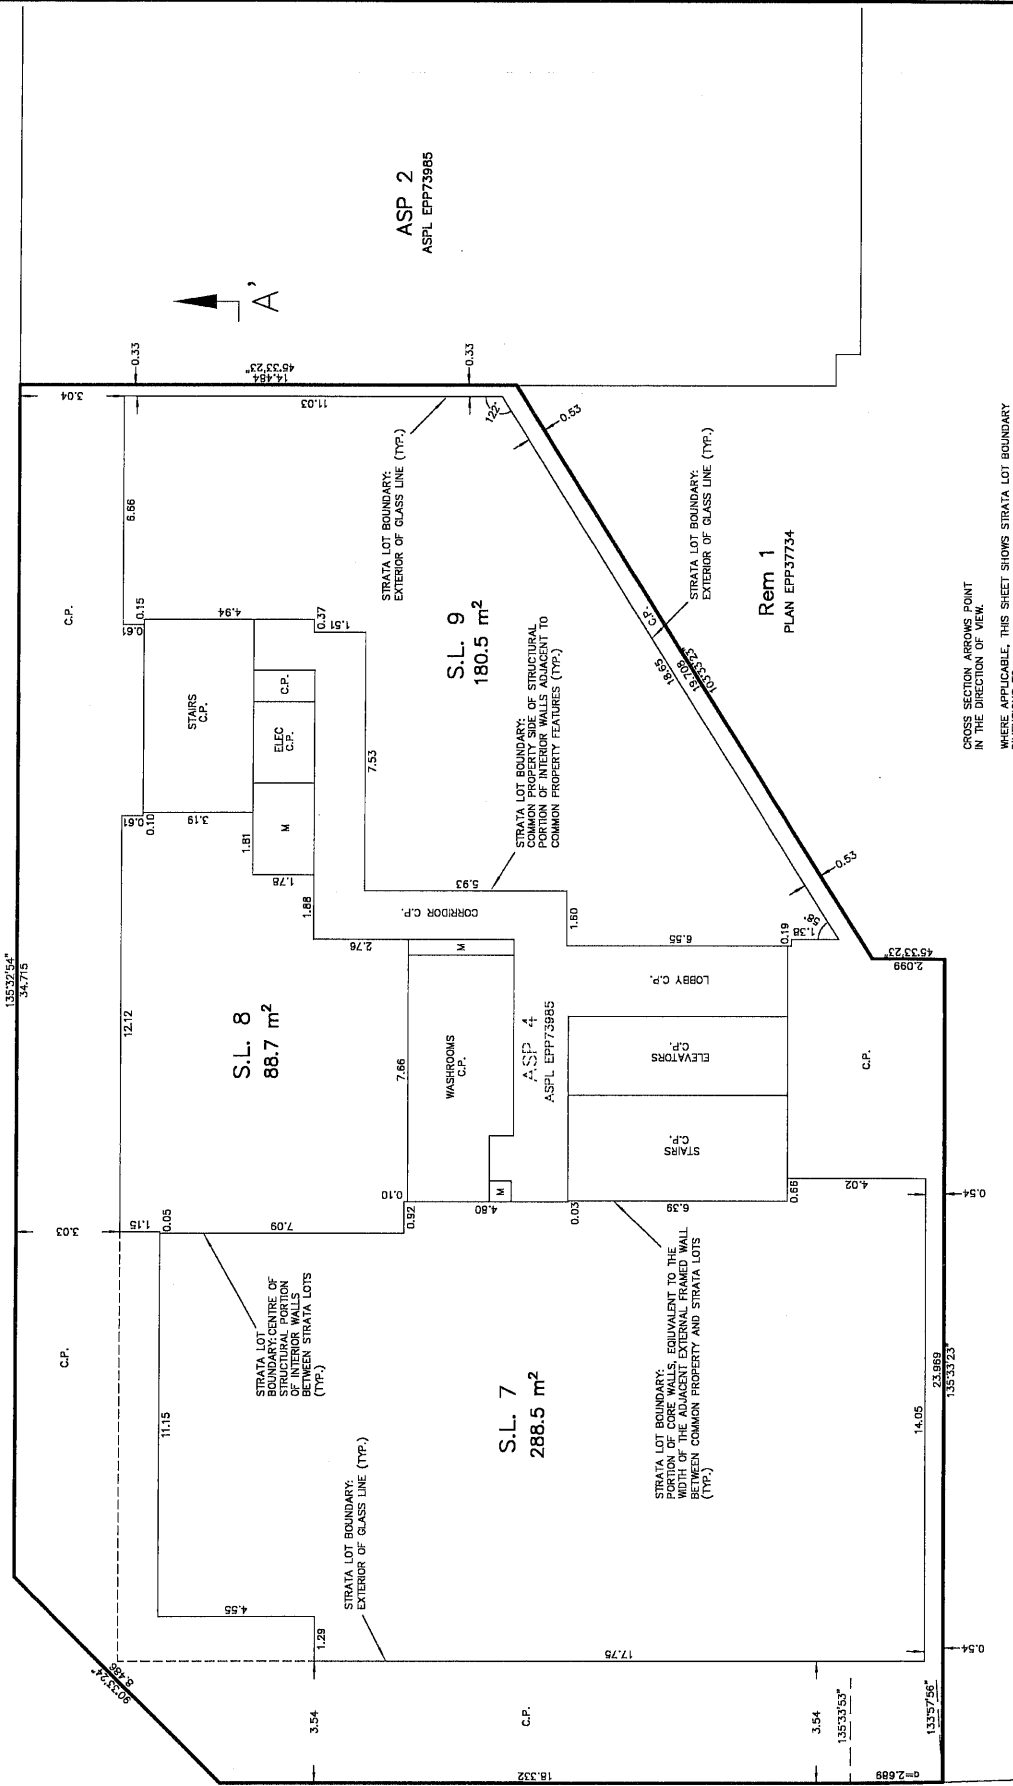 ASP 2
ASPL EPP73985
A'
0.33
0.33
45°33'23"
14.484
3.04
11.03
122°
0.53
STRATA LOT BOUNDARY:
EXTERIOR OF GLASS LINE (TYP.)
STRATA LOT BOUNDARY:
EXTERIOR OF GLASS LINE (TYP.)
Rem 1
PLAN EPP37734
C.P.
18.65
19.708
103°33'23"
CROSS SECTION ARROWS POINT
IN THE DIRECTION OF VIEW.
WHERE APPLICABLE, THIS SHEET SHOWS STRATA LOT BOUNDARY
C.P.
6.66
0.15
0.61
4.94
0.37
1.51
STAIRS
C.P.
C.P.
ELEC
C.P.
M
S.L. 9
180.5 m²
7.53
STRATA LOT BOUNDARY:
COMMON PROPERTY SIDE OF STRUCTURAL
PORTION OF INTERIOR WALLS ADJACENT TO
COMMON PROPERTY FEATURES (TYP.)
0.61
0.10
3.19
1.81
1.78
1.88
5.93
CORRIDOR C.P.
1.60
6.55
0.19
1.38
58°
0.53
45°33'23"
2.099
135°32'54"
34.715
12.12
S.L. 8
88.7 m²
2.76
M
7.66
WASHROOMS
C.P.
ASP 4
ASPL EPP73985
LOBBY C.P.
ELEVATORS
C.P.
STAIRS
C.P.
C.P.
M
0.10
0.92
4.80
0.03
6.39
0.66
4.02
0.54
3.03
1.15
0.05
7.09
C.P.
STRATA LOT
BOUNDARY:CENTRE OF
STRUCTURAL PORTION
OF INTERIOR WALLS
BETWEEN STRATA LOTS
(TYP.)
STRATA LOT BOUNDARY:
PORTION OF CORE WALLS, EQIUVALENT TO THE
WIDTH OF THE ADJACENT EXTERNAL FRAMED WALL
BETWEEN COMMON PROPERTY AND STRATA LOTS
(TYP.)
11.15
S.L. 7
288.5 m²
14.05
23.969
135°33'23"
STRATA LOT BOUNDARY:
EXTERIOR OF GLASS LINE (TYP.)
4.55
1.29
17.75
0.54
90°33'24"
8.486
3.54
C.P.
3.54
135°33'53"
133°57'56"
18.332
a=2.689